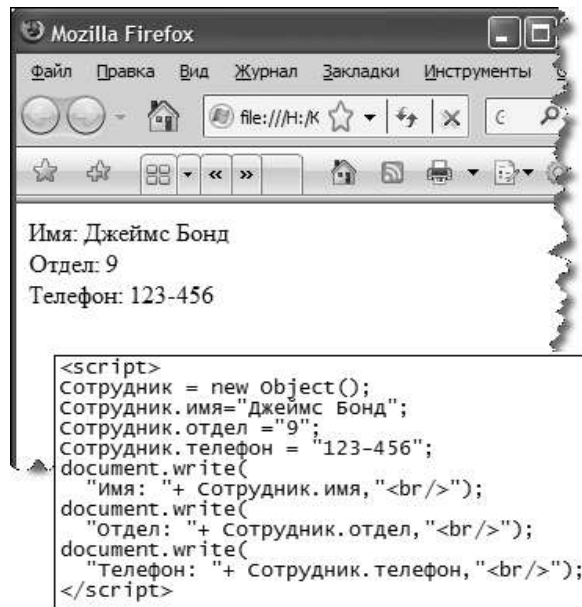 Mozilla Firefox
Файл Правка Вид Журнал Закладки Инструменты
file:///H:/К
Имя: Джеймс Бонд
Отдел: 9
Телефон: 123-456
<script>
Сотрудник = new Object();
Сотрудник.имя="Джеймс Бонд";
Сотрудник.отдел ="9";
Сотрудник.телефон = "123-456";
document.write(
"Имя: "+ Сотрудник.имя,"<br/>");
document.write(
"Отдел: "+ Сотрудник.отдел,"<br/>");
document.write(
"Телефон: "+ Сотрудник.телефон,"<br/>");
</script>